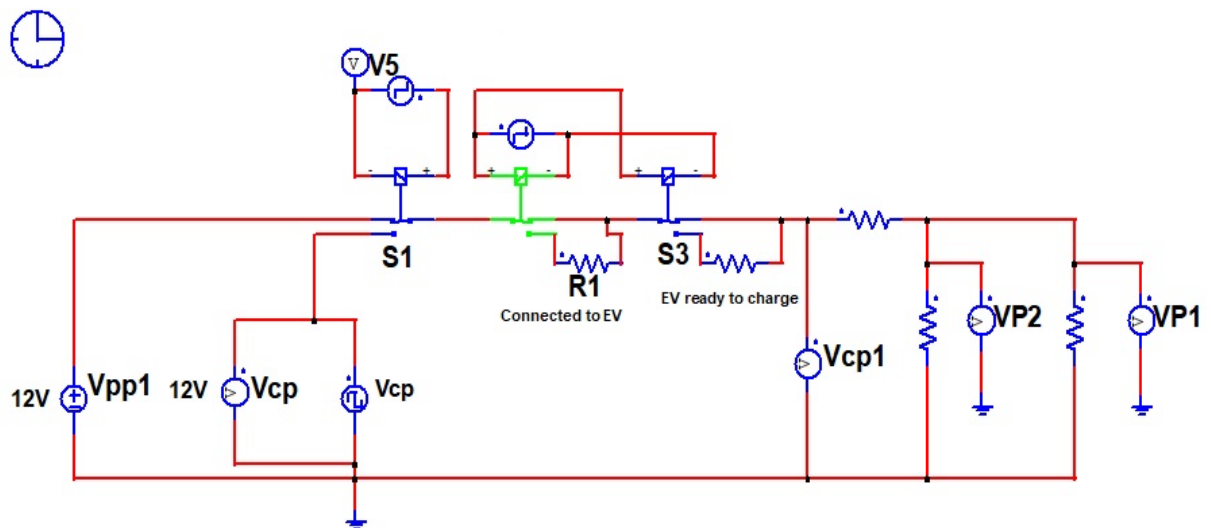 V5
S1
R1
S3
Connected to EV
EV ready to charge
12V
Vpp1
12V
Vcp
Vcp
Vcp1
VP2
VP1